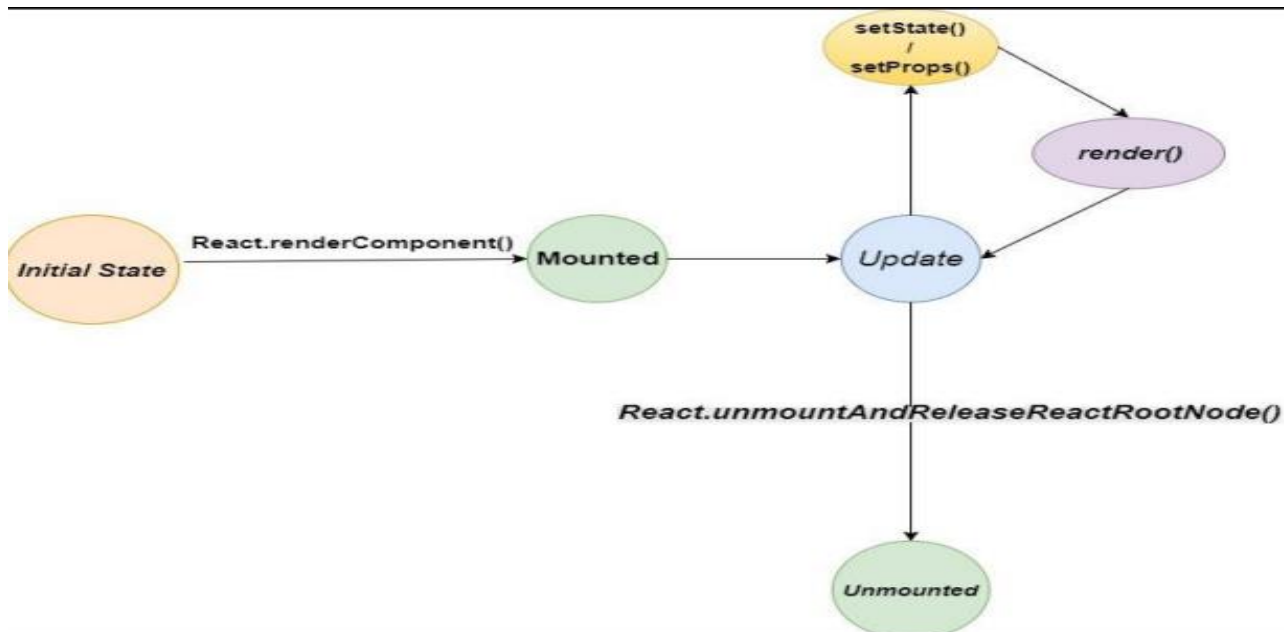 setState()
/
setProps()
render()
React.renderComponent()
Initial State
Mounted
Update
React.unmountAndReleaseReactRootNode()
Unmounted